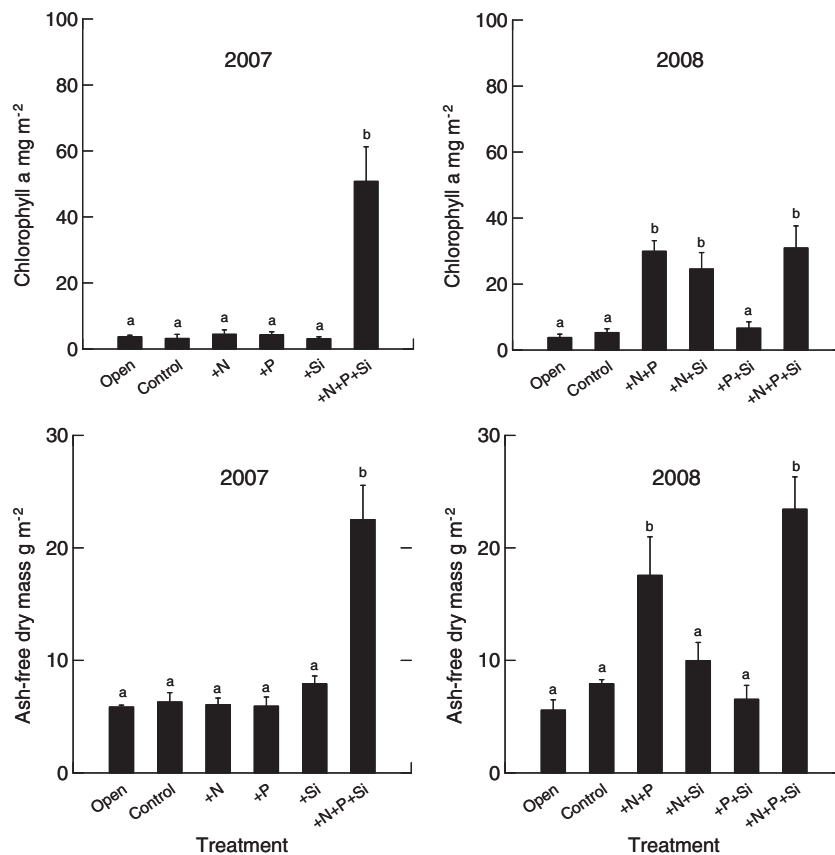 100
80
60
40
20
0
Chlorophyll a mg m-2
2007
a
a
a
a
a
b
Open
Control
+N
+P
+Si
+N+P+Si
100
80
60
40
20
0
Chlorophyll a mg m-2
2008
a
a
b
b
a
b
Open
Control
+N+P
+N+Si
+P+Si
+N+P+Si
30
20
10
0
Ash-free dry mass g m-2
2007
a
a
a
a
a
b
Open
Control
+N
+P
+Si
+N+P+Si
Treatment
30
20
10
0
Ash-free dry mass g m-2
2008
a
a
b
a
a
b
Open
Control
+N+P
+N+Si
+P+Si
+N+P+Si
Treatment